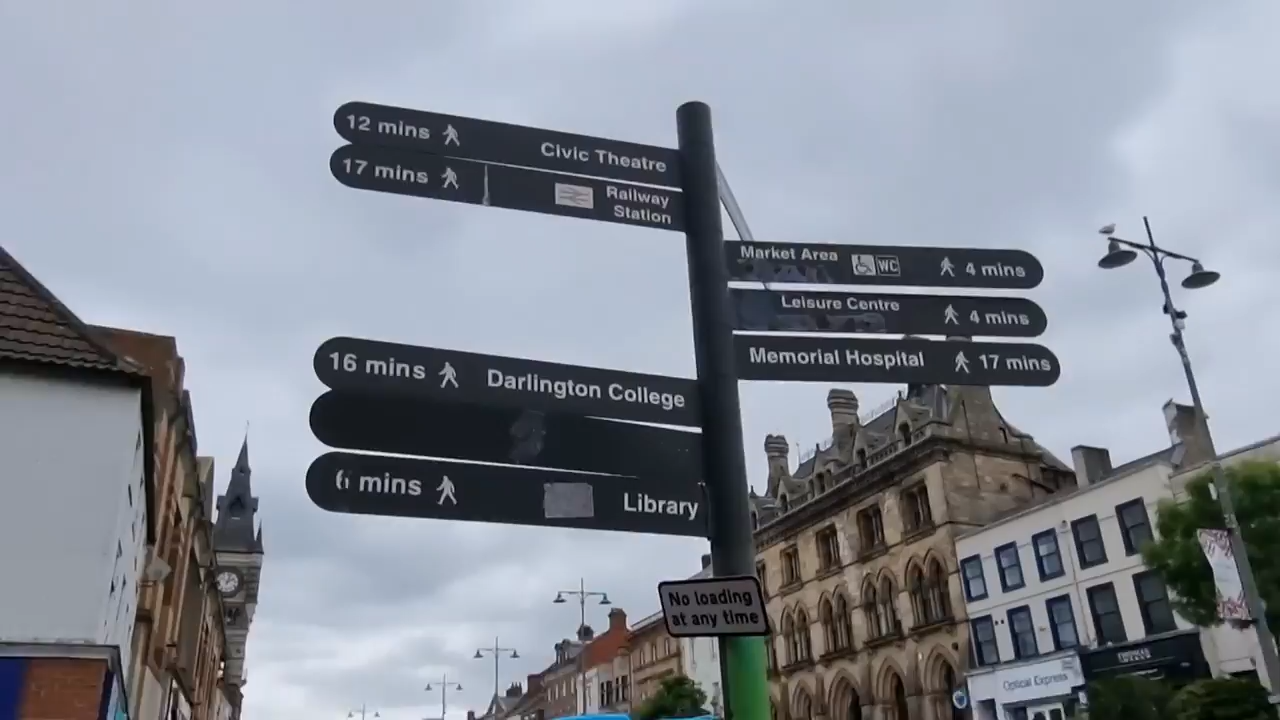 12 mins Civic Theatre
17 mins Railway
Station
Market Area WC 4 mins
Leisure Centre 4 mins
Memorial Hospital 17 mins
16 mins Darlington College
6 mins Library
No loading
at any time
Optical Express